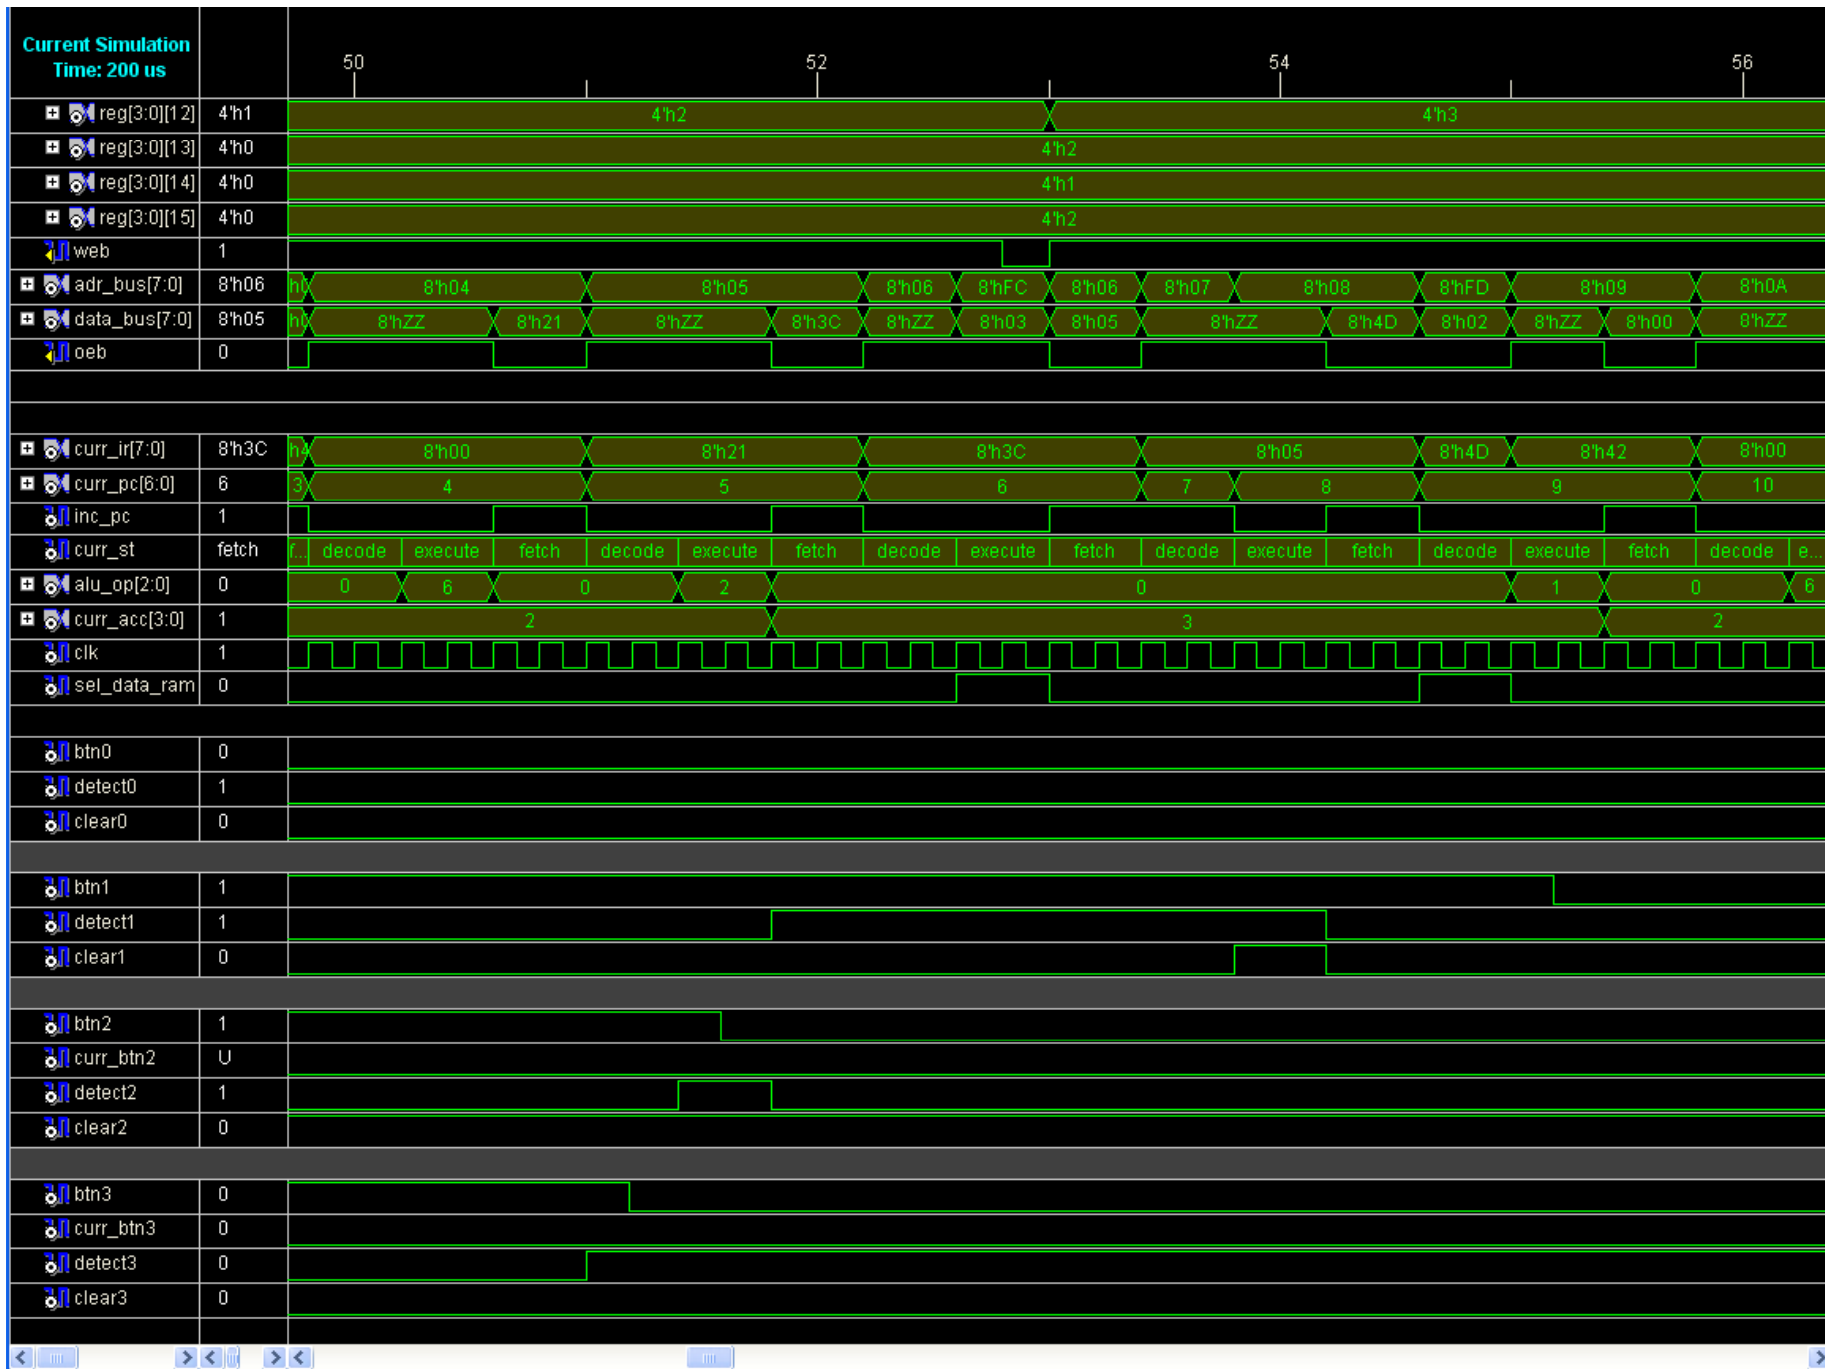 Current Simulation
Time: 200 us
50 52 54 56
reg[3:0][12] 4'h1 4'h2 4'h3
reg[3:0][13] 4'h0 4'h2
reg[3:0][14] 4'h0 4'h1
reg[3:0][15] 4'h0 4'h2
web 1
adr_bus[7:0] 8'h06 8'h04 8'h05 8'h06 8'hFC 8'h06 8'h07 8'h08 8'hFD 8'h09 8'h0A
data_bus[7:0] 8'h05 8'hZZ 8'h21 8'hZZ 8'h3C 8'hZZ 8'h03 8'h05 8'hZZ 8'h4D 8'h02 8'hZZ 8'h00 8'hZZ
oeb 0
curr_ir[7:0] 8'h3C h4 8'h00 8'h21 8'h3C 8'h05 8'h4D 8'h42 8'h00
curr_pc[6:0] 6 3 4 5 6 7 8 9 10
inc_pc 1
curr_st fetch f... decode execute fetch decode execute fetch decode execute fetch decode execute fetch decode execute fetch decode e...
alu_op[2:0] 0 0 6 0 2 0 1 0 6
curr_acc[3:0] 1 2 3 2
clk 1
sel_data_ram 0
btn0 0
detect0 1
clear0 0
btn1 1
detect1 1
clear1 0
btn2 1
curr_btn2 U
detect2 1
clear2 0
btn3 0
curr_btn3 0
detect3 0
clear3 0